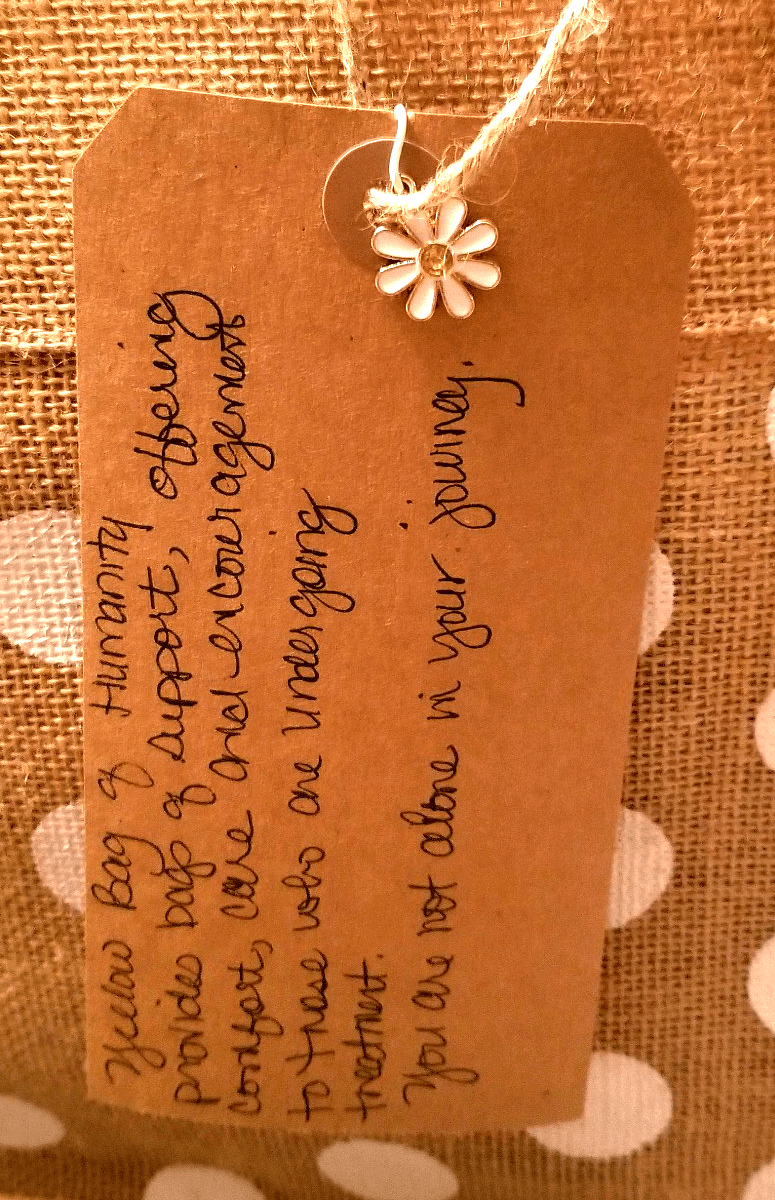 Yellow Bag of Humanity
provides bags of support, offering
comfort, care and encouragement
to those who are undergoing
treatment.
You are not alone in your journey.